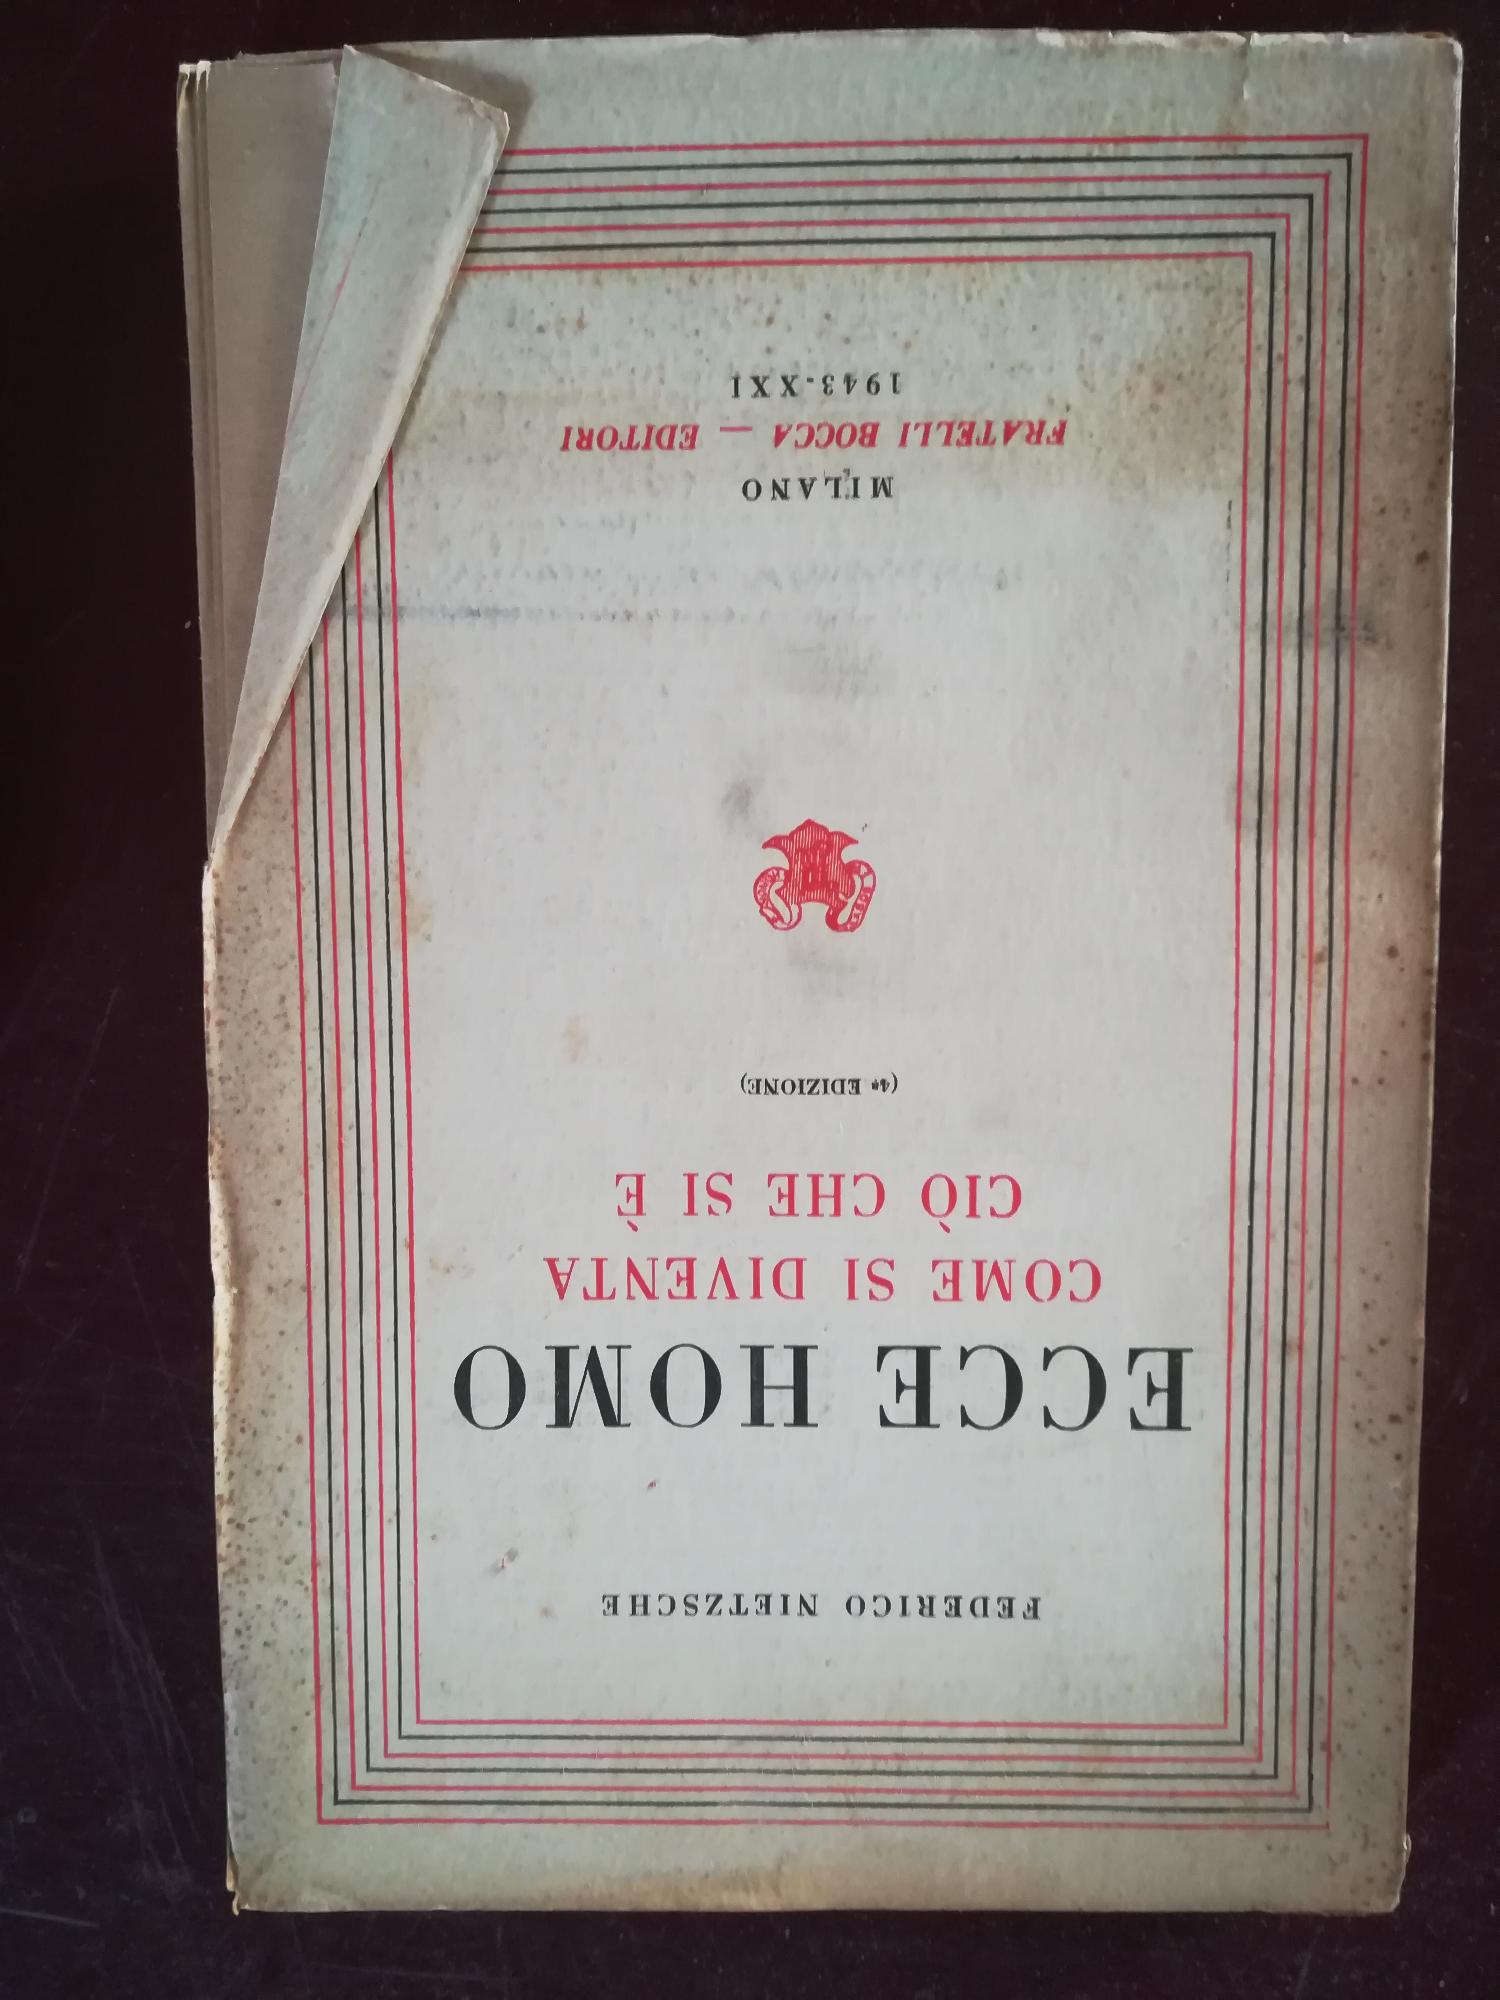 FEDERICO NIETZSCHE
ECCE HOMO
COME SI DIVENTA
CIÒ CHE SI È
(4ª EDIZIONE)
MILANO
FRATELLI BOCCA — EDITORI
1943-XXI